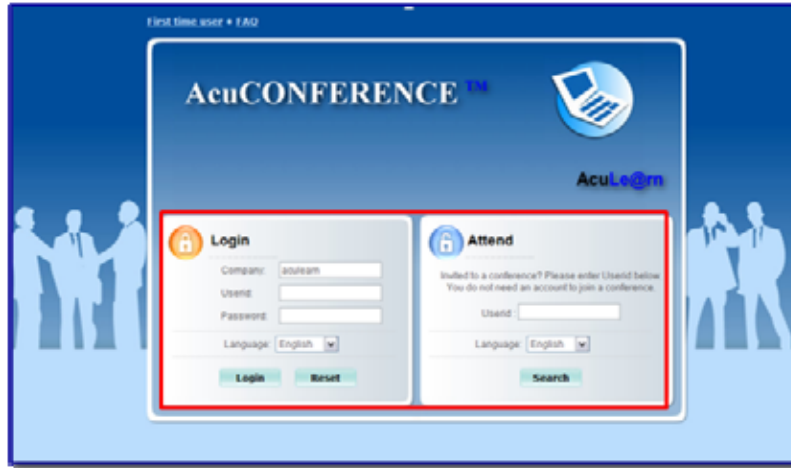 First time user • FAQ
AcuCONFERENCE ™
AcuLe@rn
Login
Company: aculearn
Userid:
Password:
Language: English
Login Reset
Attend
Invited to a conference? Please enter Userid below
You do not need an account to join a conference.
Userid :
Language: English
Search